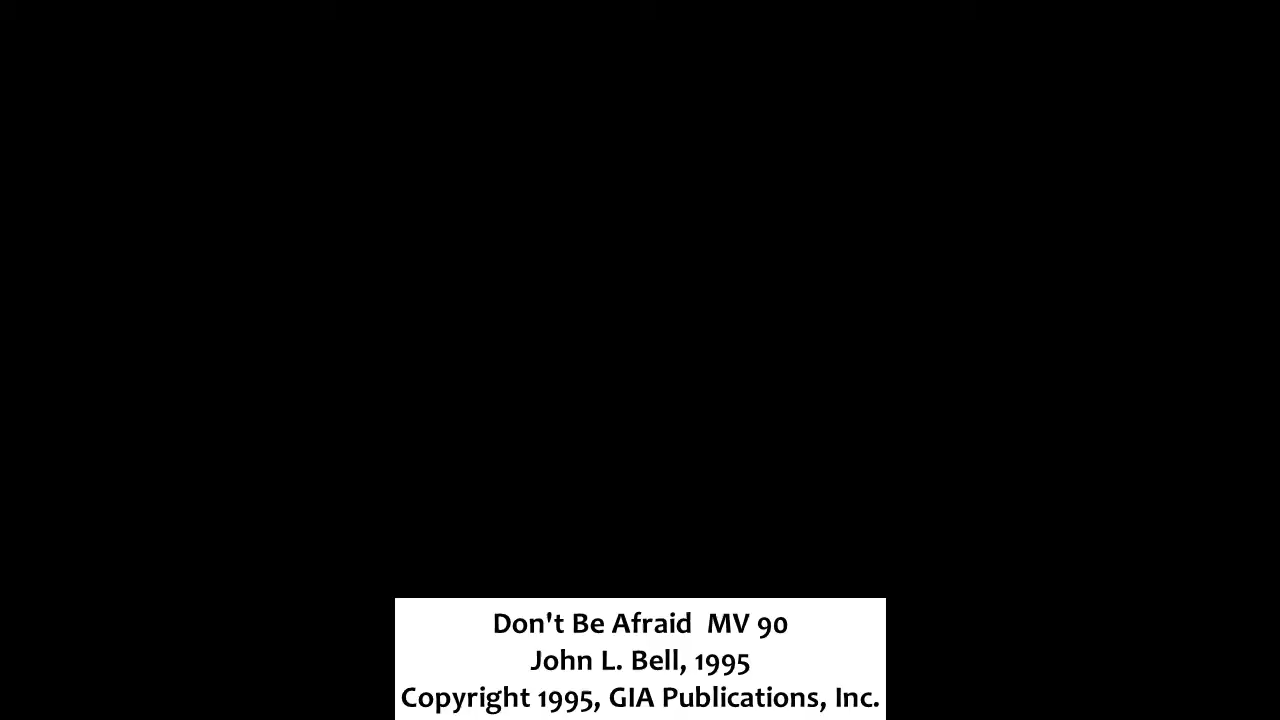 Don't Be Afraid  MV 90
John L. Bell, 1995
Copyright 1995, GIA Publications, Inc.